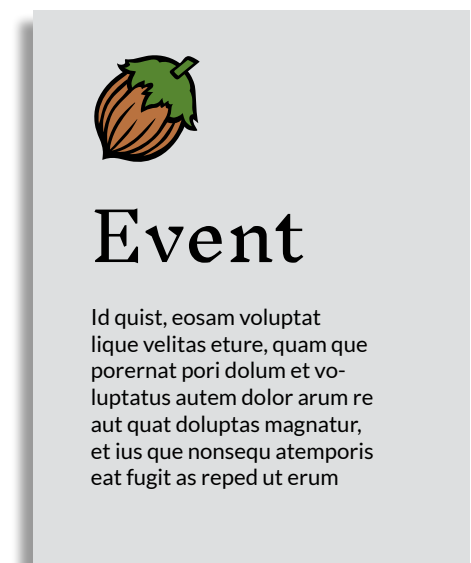 Event
Id quist, eosam voluptat
lique velitas eture, quam que
porernat pori dolum et vo-
luptatus autem dolor arum re
aut quat doluptas magnatur,
et ius que nonsequ atemporis
eat fugit as reped ut erum